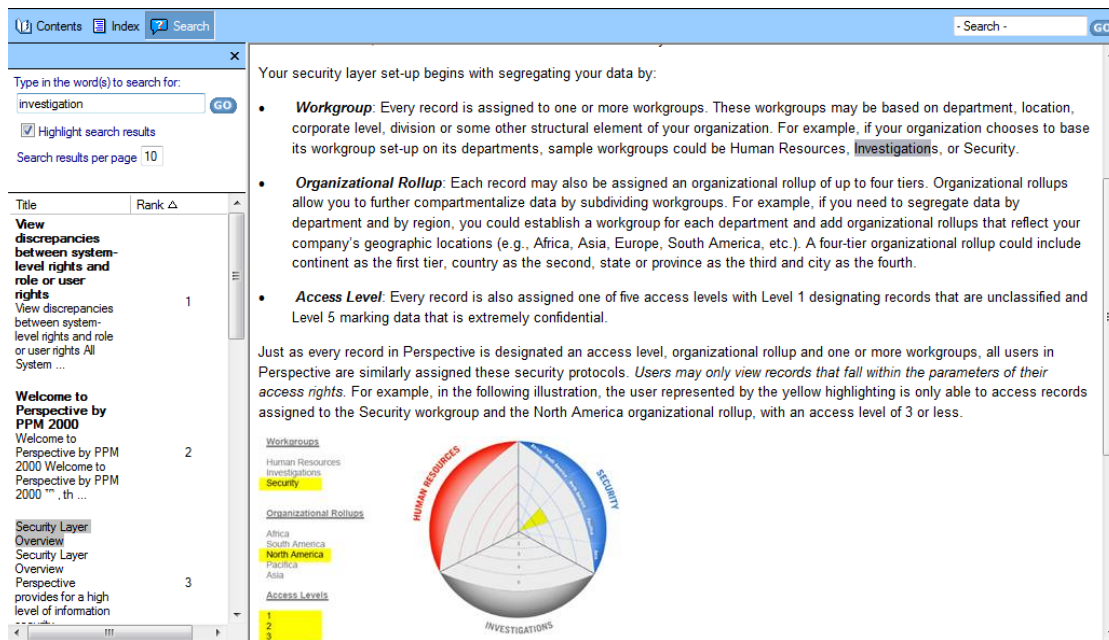 Contents Index Search
- Search - GO
Type in the word(s) to search for:
investigation GO
Highlight search results
Search results per page 10
Title Rank
View
discrepancies
between system-
level rights and
role or user
rights
View discrepancies
between system-
level rights and role
or user rights All
System ...
1
Welcome to
Perspective by
PPM 2000
Welcome to
Perspective by PPM
2000 Welcome to
Perspective by PPM
2000 ™ , th ...
2
Security Layer
Overview
Security Layer
Overview
Perspective
provides for a high
level of information
3
Your security layer set-up begins with segregating your data by:
• Workgroup: Every record is assigned to one or more workgroups. These workgroups may be based on department, location,
corporate level, division or some other structural element of your organization. For example, if your organization chooses to base
its workgroup set-up on its departments, sample workgroups could be Human Resources, Investigations, or Security.
• Organizational Rollup: Each record may also be assigned an organizational rollup of up to four tiers. Organizational rollups
allow you to further compartmentalize data by subdividing workgroups. For example, if you need to segregate data by
department and by region, you could establish a workgroup for each department and add organizational rollups that reflect your
company's geographic locations (e.g., Africa, Asia, Europe, South America, etc.). A four-tier organizational rollup could include
continent as the first tier, country as the second, state or province as the third and city as the fourth.
• Access Level: Every record is also assigned one of five access levels with Level 1 designating records that are unclassified and
Level 5 marking data that is extremely confidential.
Just as every record in Perspective is designated an access level, organizational rollup and one or more workgroups, all users in
Perspective are similarly assigned these security protocols. Users may only view records that fall within the parameters of their
access rights. For example, in the following illustration, the user represented by the yellow highlighting is only able to access records
assigned to the Security workgroup and the North America organizational rollup, with an access level of 3 or less.
Workgroups
Human Resources
Investigations
Security
Organizational Rollups
Africa
South America
North America
Pacifica
Asia
Access Levels
1
2
3
HUMAN RESOURCES
SECURITY
INVESTIGATIONS